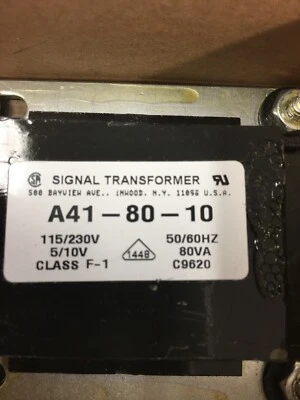 SIGNAL TRANSFORMER
500 BAYVIEW AVE., INWOOD, N.Y. 11096 U.S.A.
A41-80-10
115/230V 50/60HZ
5/10V 1448 80VA
CLASS F-1 C9620